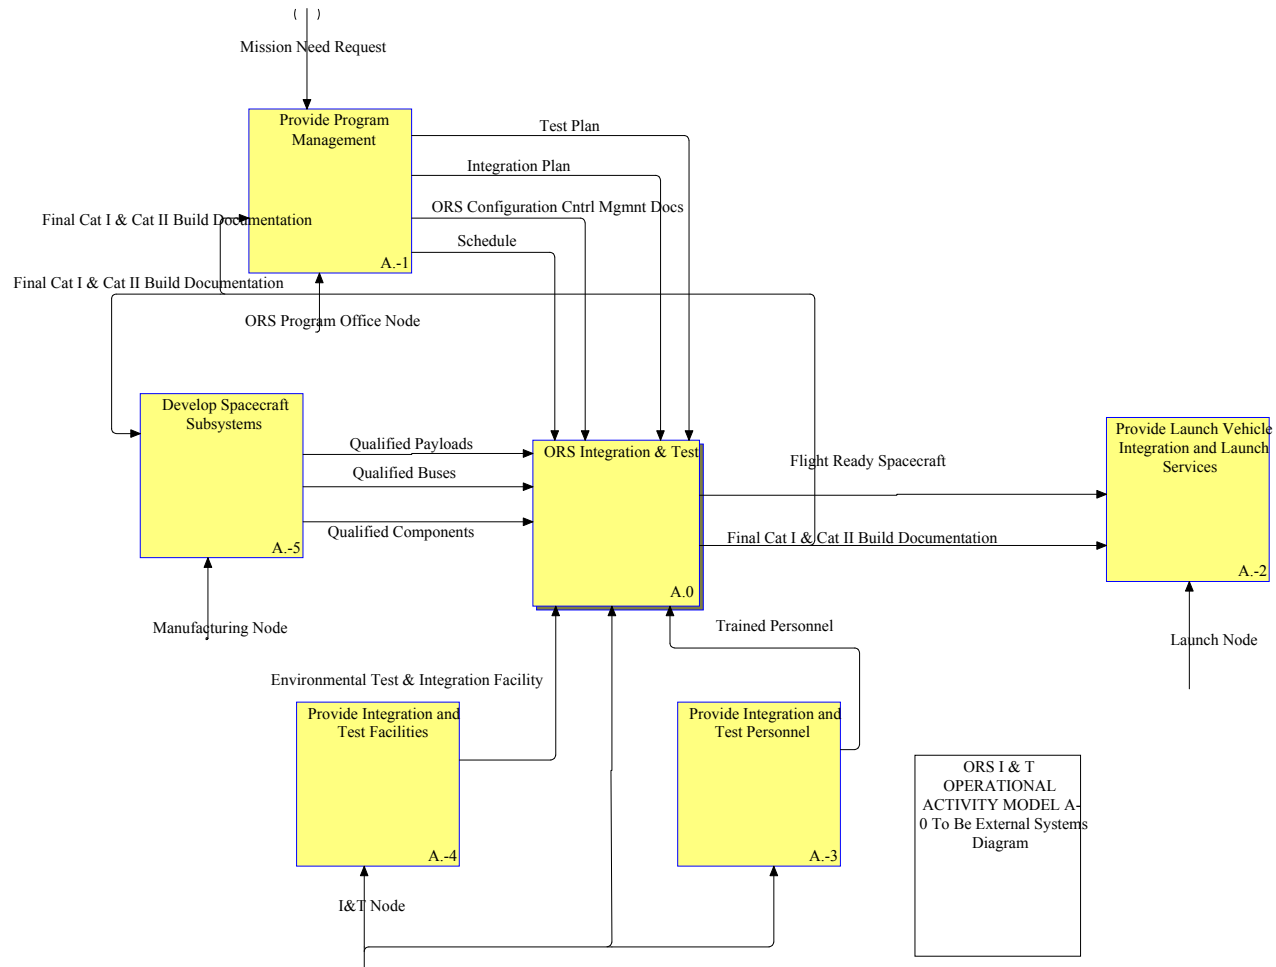 ( )
Mission Need Request
Provide Program
Management
A.-1
Test Plan
Integration Plan
ORS Configuration Cntrl Mgmnt Docs
Schedule
Final Cat I & Cat II Build Documentation
Final Cat I & Cat II Build Documentation
ORS Program Office Node
Develop Spacecraft
Subsystems
A.-5
Qualified Payloads
Qualified Buses
Qualified Components
Manufacturing Node
ORS Integration & Test
A.0
Flight Ready Spacecraft
Final Cat I & Cat II Build Documentation
Provide Launch Vehicle
Integration and Launch
Services
A.-2
Launch Node
Trained Personnel
Environmental Test & Integration Facility
Provide Integration and
Test Facilities
A.-4
Provide Integration and
Test Personnel
A.-3
I&T Node
ORS I & T
OPERATIONAL
ACTIVITY MODEL A-
0 To Be External Systems
Diagram